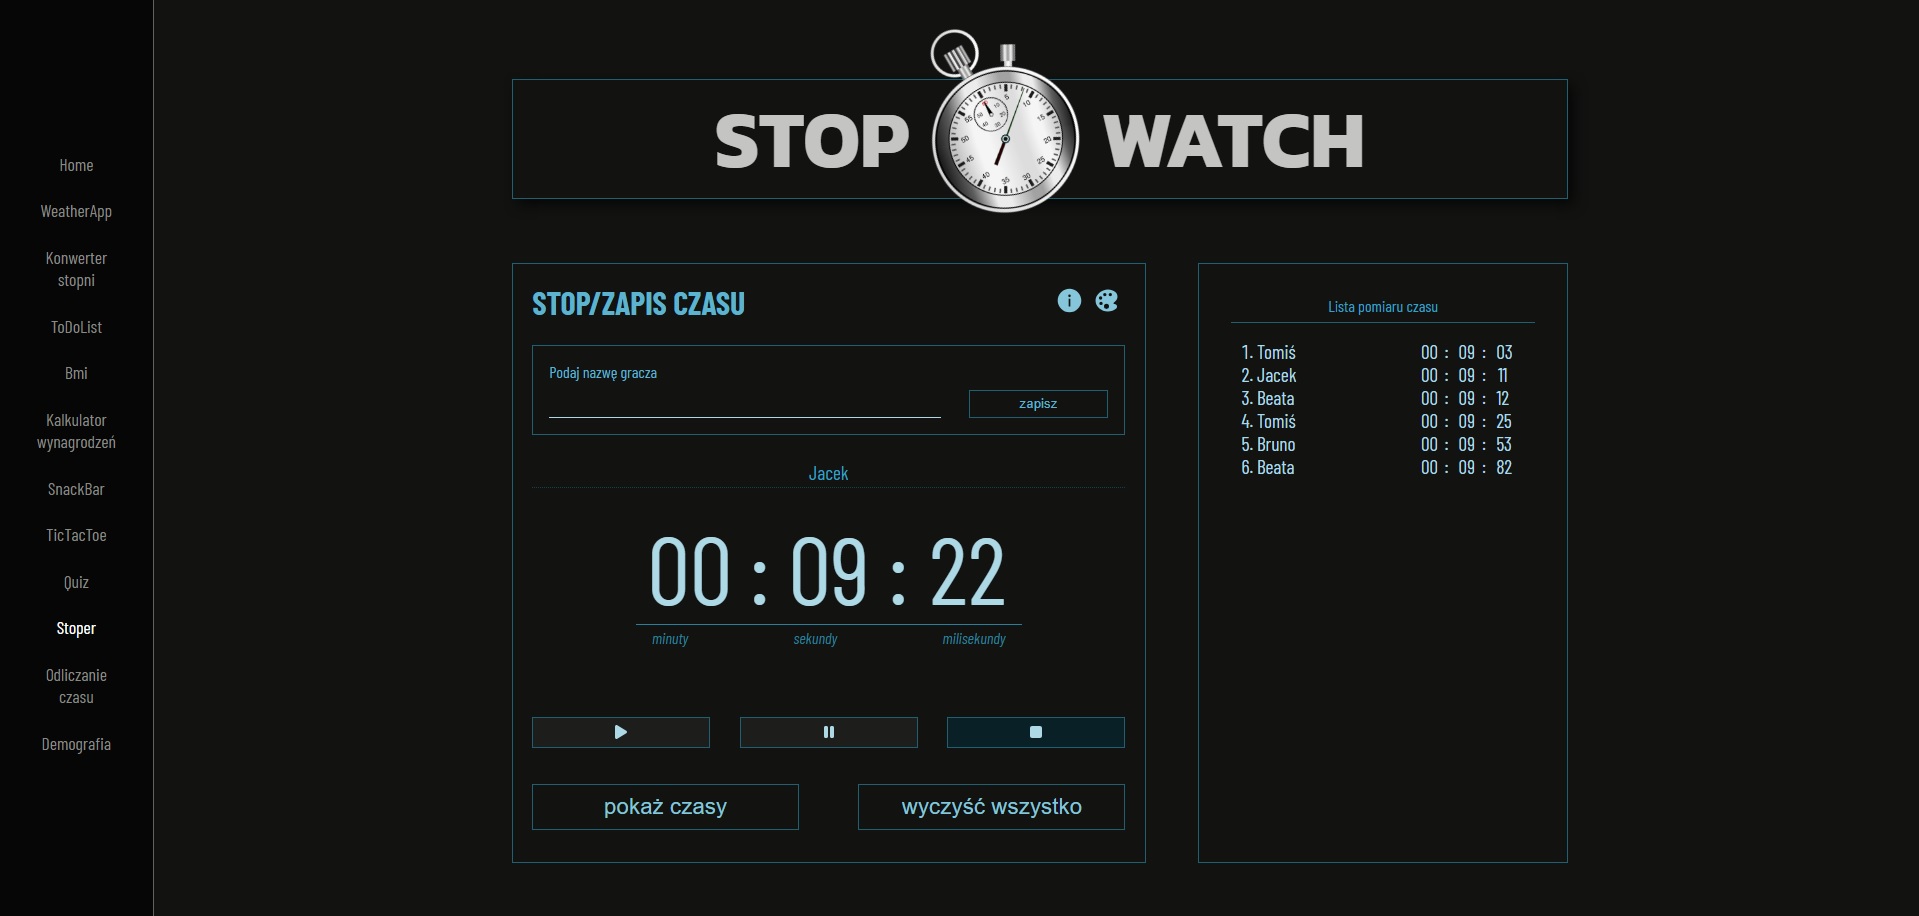 Home
WeatherApp
Konwerter
stopni
ToDoList
Bmi
Kalkulator
wynagrodzeń
SnackBar
TicTacToe
Quiz
Stoper
Odliczanie
czasu
Demografia
STOP WATCH
STOP/ZAPIS CZASU
Podaj nazwę gracza
zapisz
Jacek
00 : 09 : 22
minuty sekundy milisekundy
pokaż czasy wyczyść wszystko
Lista pomiaru czasu
1. Tomiś 00 : 09 : 03
2. Jacek 00 : 09 : 11
3. Beata 00 : 09 : 12
4. Tomiś 00 : 09 : 25
5. Bruno 00 : 09 : 53
6. Beata 00 : 09 : 82